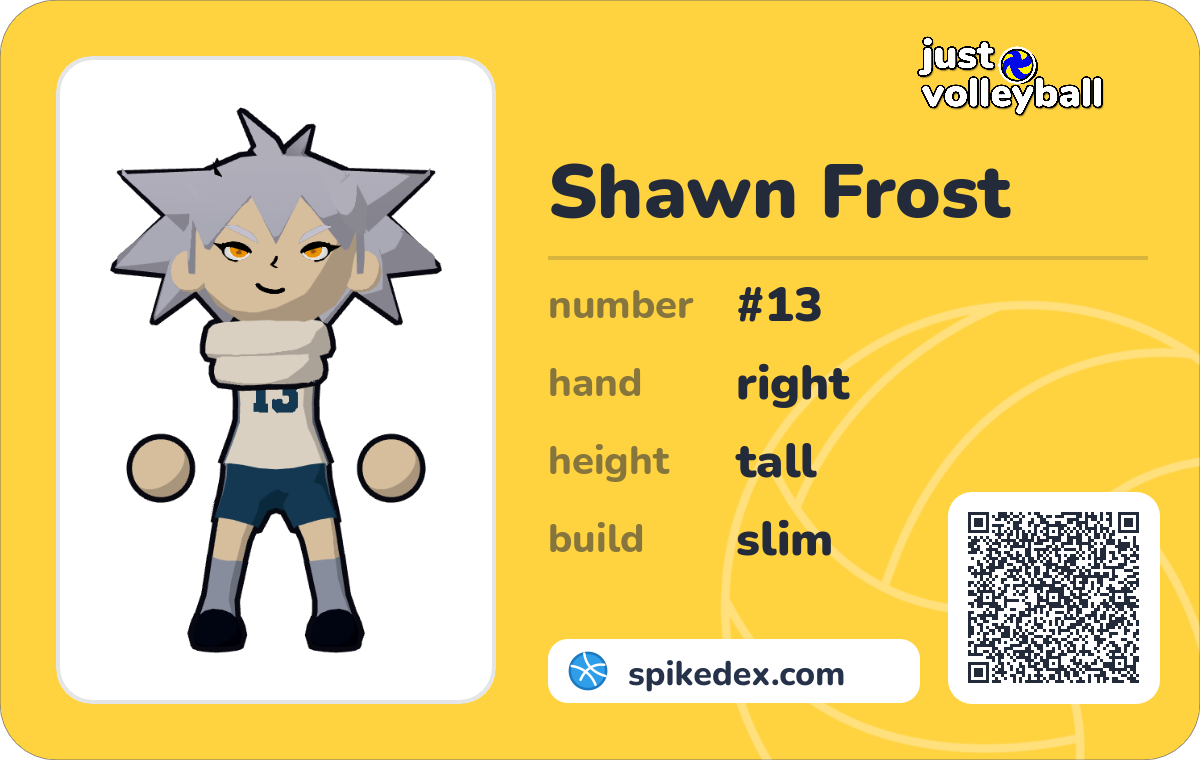 just
volleyball
Shawn Frost
number #13
hand right
height tall
build slim
13
spikedex.com